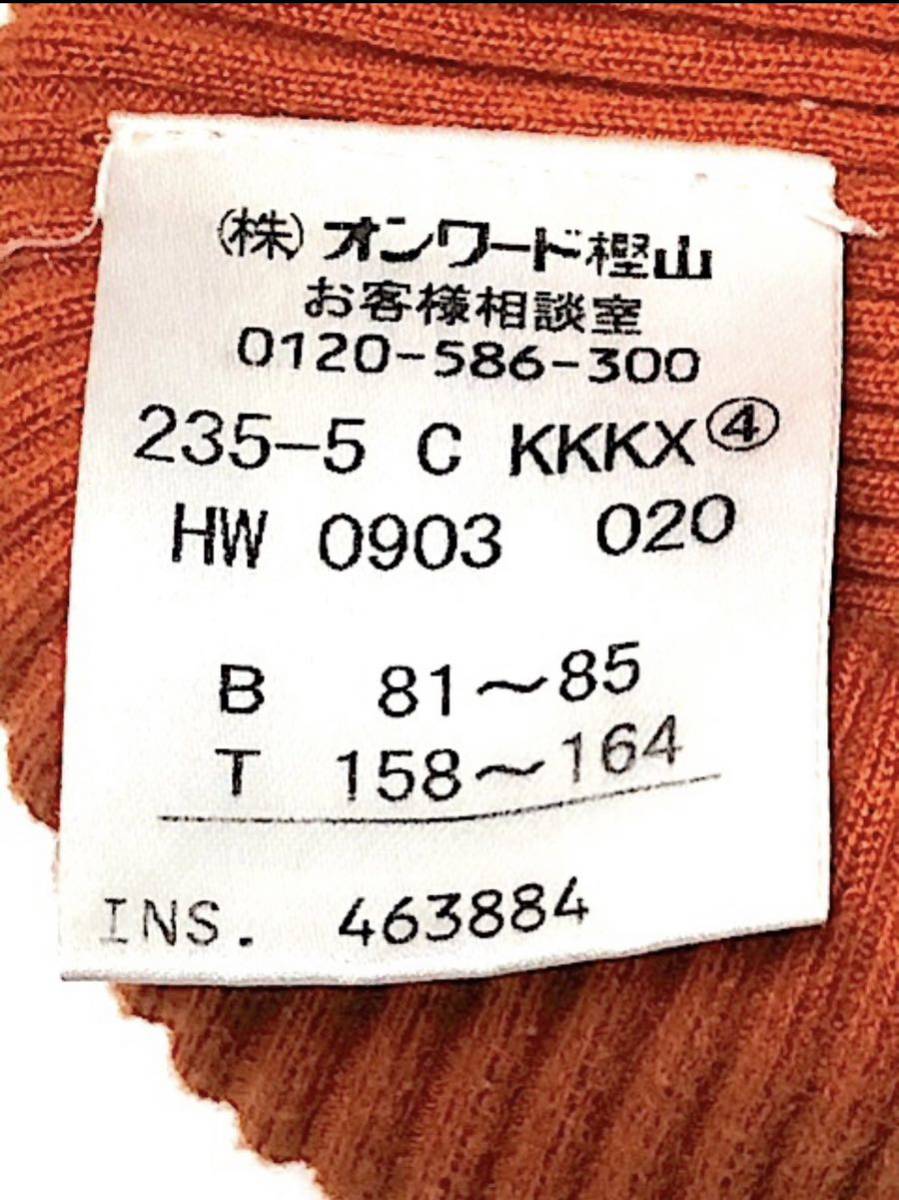 (株)オンワード樫山
お客様相談室
0120-586-300
235-5 C KKKX④
HW 0903 020
B 81～85
T 158～164
INS. 463884